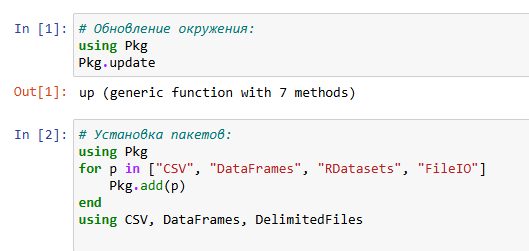 In [1]: # Обновление окружения:
using Pkg
Pkg.update
Out[1]: up (generic function with 7 methods)
In [2]: # Установка пакетов:
using Pkg
for p in ["CSV", "DataFrames", "RDatasets", "FileIO"]
    Pkg.add(p)
end
using CSV, DataFrames, DelimitedFiles